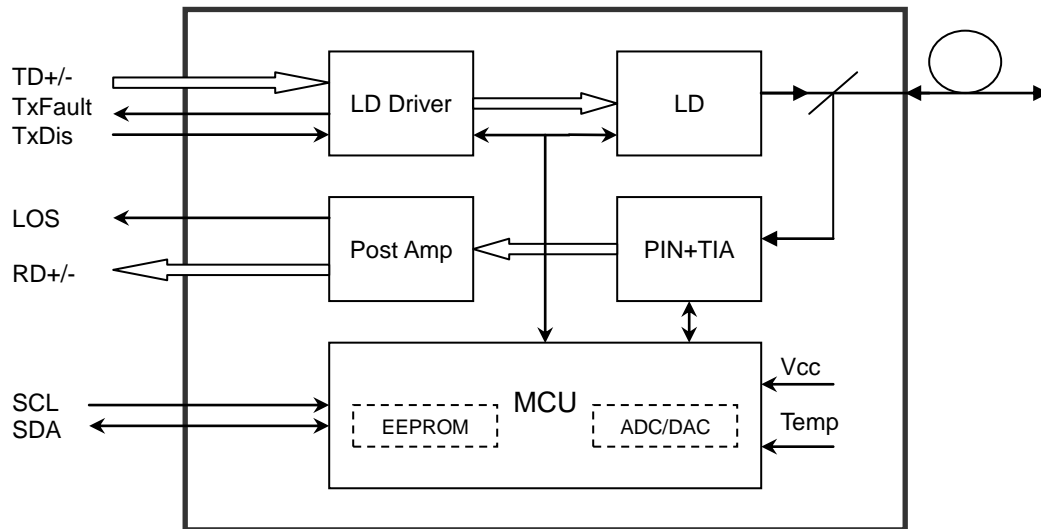 TD+/-
TxFault
TxDis
LD Driver
LD
LOS
RD+/-
Post Amp
PIN+TIA
SCL
SDA
MCU
EEPROM
ADC/DAC
Vcc
Temp